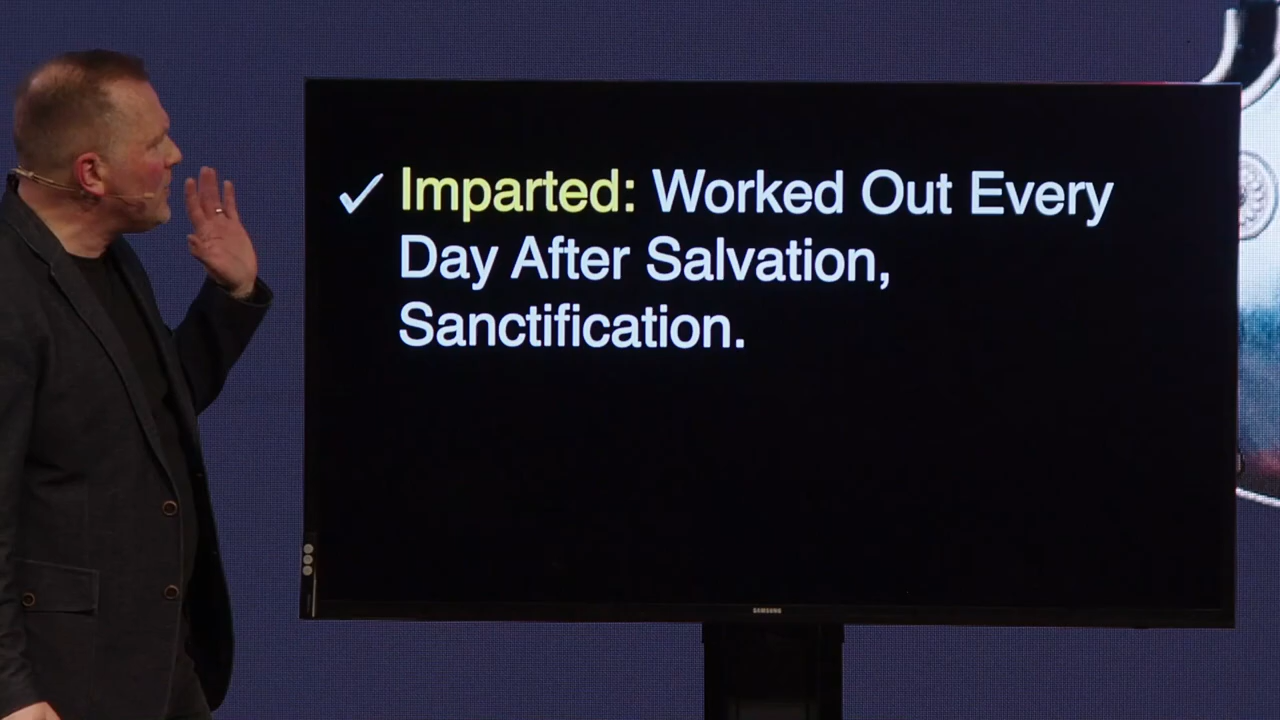 ✓ Imparted: Worked Out Every
Day After Salvation,
Sanctification.
SAMSUNG